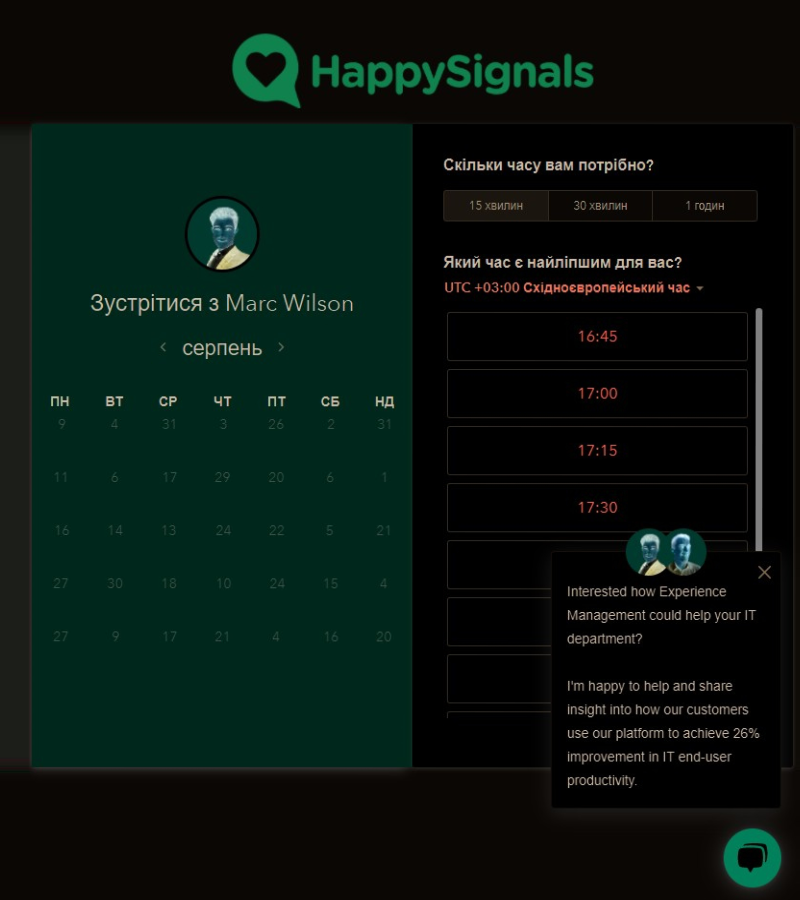 HappySignals
Зустрітися з Marc Wilson
серпень
ПН ВТ СР ЧТ ПТ СБ НД
9 4 31 3 26 2 31
11 6 17 29 20 6 1
16 14 13 24 22 5 21
27 30 18 10 24 15 4
27 9 17 21 4 16 20
Скільки часу вам потрібно?
15 хвилин 30 хвилин 1 годин
Який час є найліпшим для вас?
UTC +03:00 Східноєвропейський час
16:45
17:00
17:15
17:30
Interested how Experience
Management could help your IT
department?
I'm happy to help and share
insight into how our customers
use our platform to achieve 26%
improvement in IT end-user
productivity.